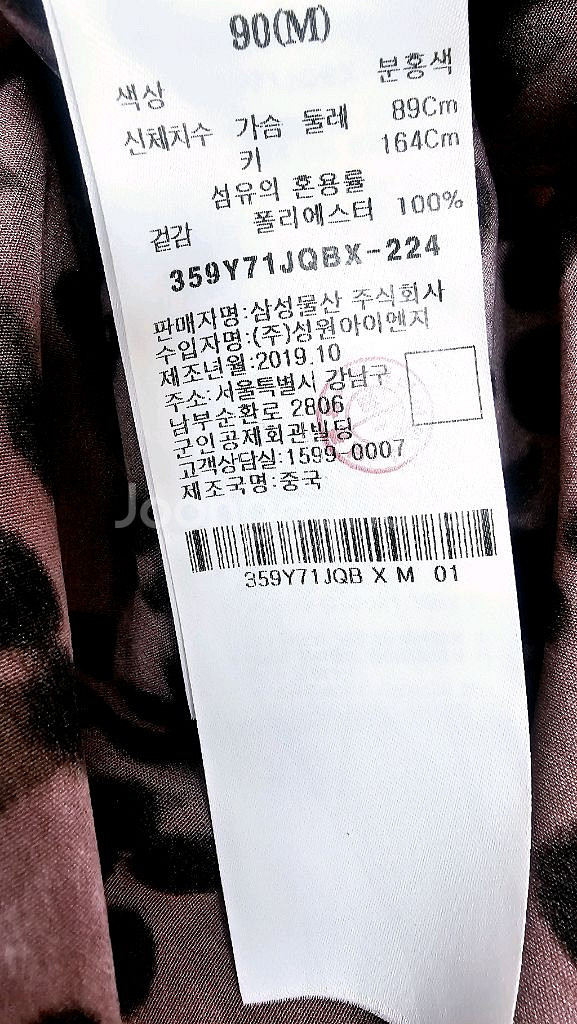 90(M)
색상 분홍색
신체치수 가슴 둘레 89Cm
키 164Cm
섬유의 혼용률
겉감 폴리에스터 100%
359Y71JQBX-224
판매자명:삼성물산 주식회사
수입자명:(주)성원아이엔지
제조년월:2019.10
주소:서울특별시 강남구
남부순환로 2806
군인공제회관빌딩
고객상담실:1599-0007
제조국명:중국
359Y71JQB X M 01